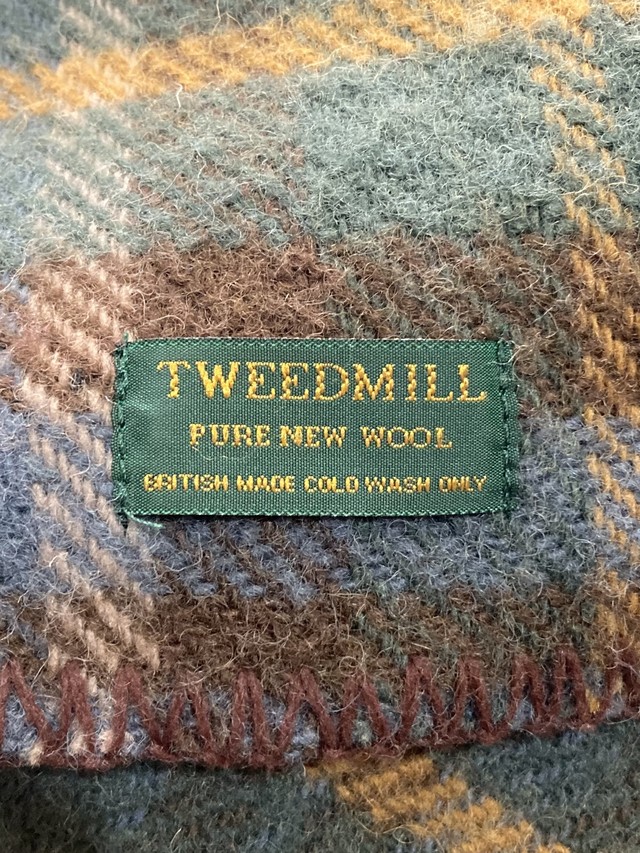 TWEEDMILL
PURE NEW WOOL
BRITISH MADE COLD WASH ONLY